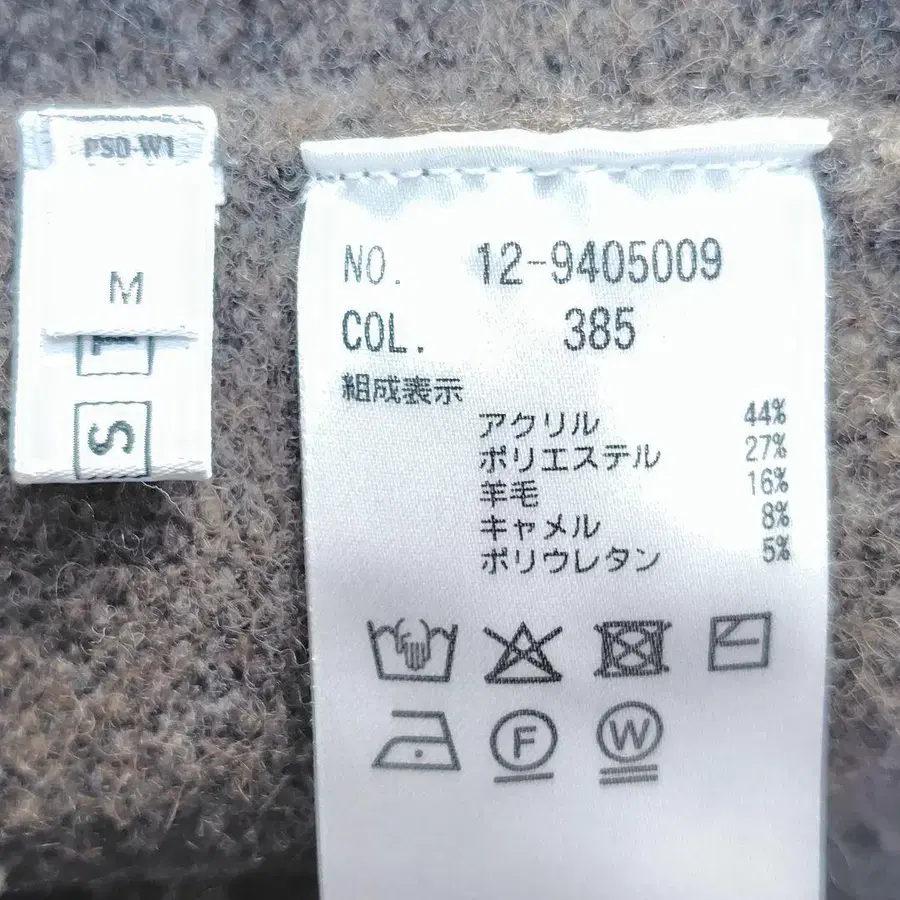 PSD-W1
M
S
NO. 12-9405009
COL. 385
組成表示
アクリル 44%
ポリエステル 27%
羊毛 16%
キャメル 8%
ポリウレタン 5%
F
W